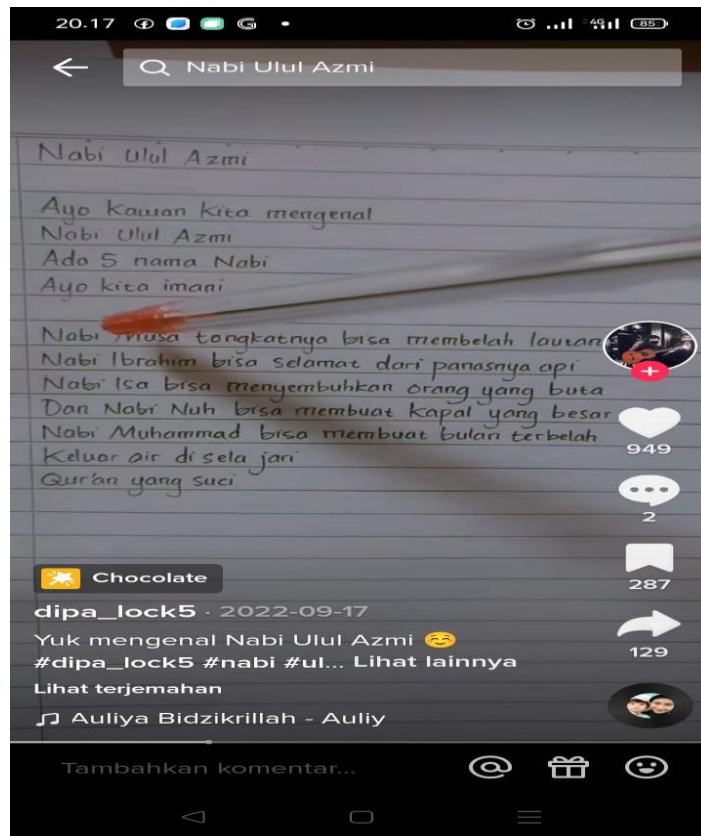 20.17 G 4G 85
Nabi Ulul Azmi
Nabi Ulul Azmi
Ayo Kawan kita mengenal
Nabi Ulul Azmi
Ada 5 nama Nabi
Ayo kita imani
Nabi Musa tongkatnya bisa membelah lautan
Nabi Ibrahim bisa selamat dari panasnya api
Nabi Isa bisa menyembuhkan orang yang buta
Dan Nabi Nuh bisa membuat kapal yang besar
Nabi Muhammad bisa membuat bulan terbelah
Keluar air di sela jari
Qur'an yang suci
949
2
287
129
Chocolate
dipa_lock5 · 2022-09-17
Yuk mengenal Nabi Ulul Azmi ☺️
#dipa_lock5 #nabi #ul... Lihat lainnya
Lihat terjemahan
Auliya Bidzikrillah - Auliy
Tambahkan komentar...